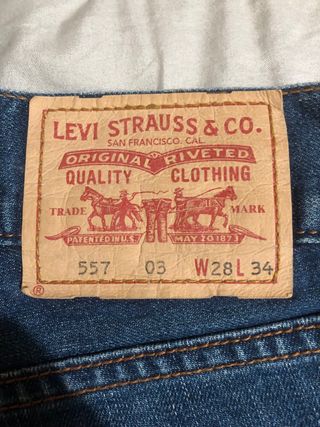 LEVI STRAUSS & CO.
SAN FRANCISCO, CAL.
ORIGINAL RIVETED
QUALITY CLOTHING
TRADE MARK
PATENTED IN U.S. MAY 20 1873
557 03 W28 L 34
®